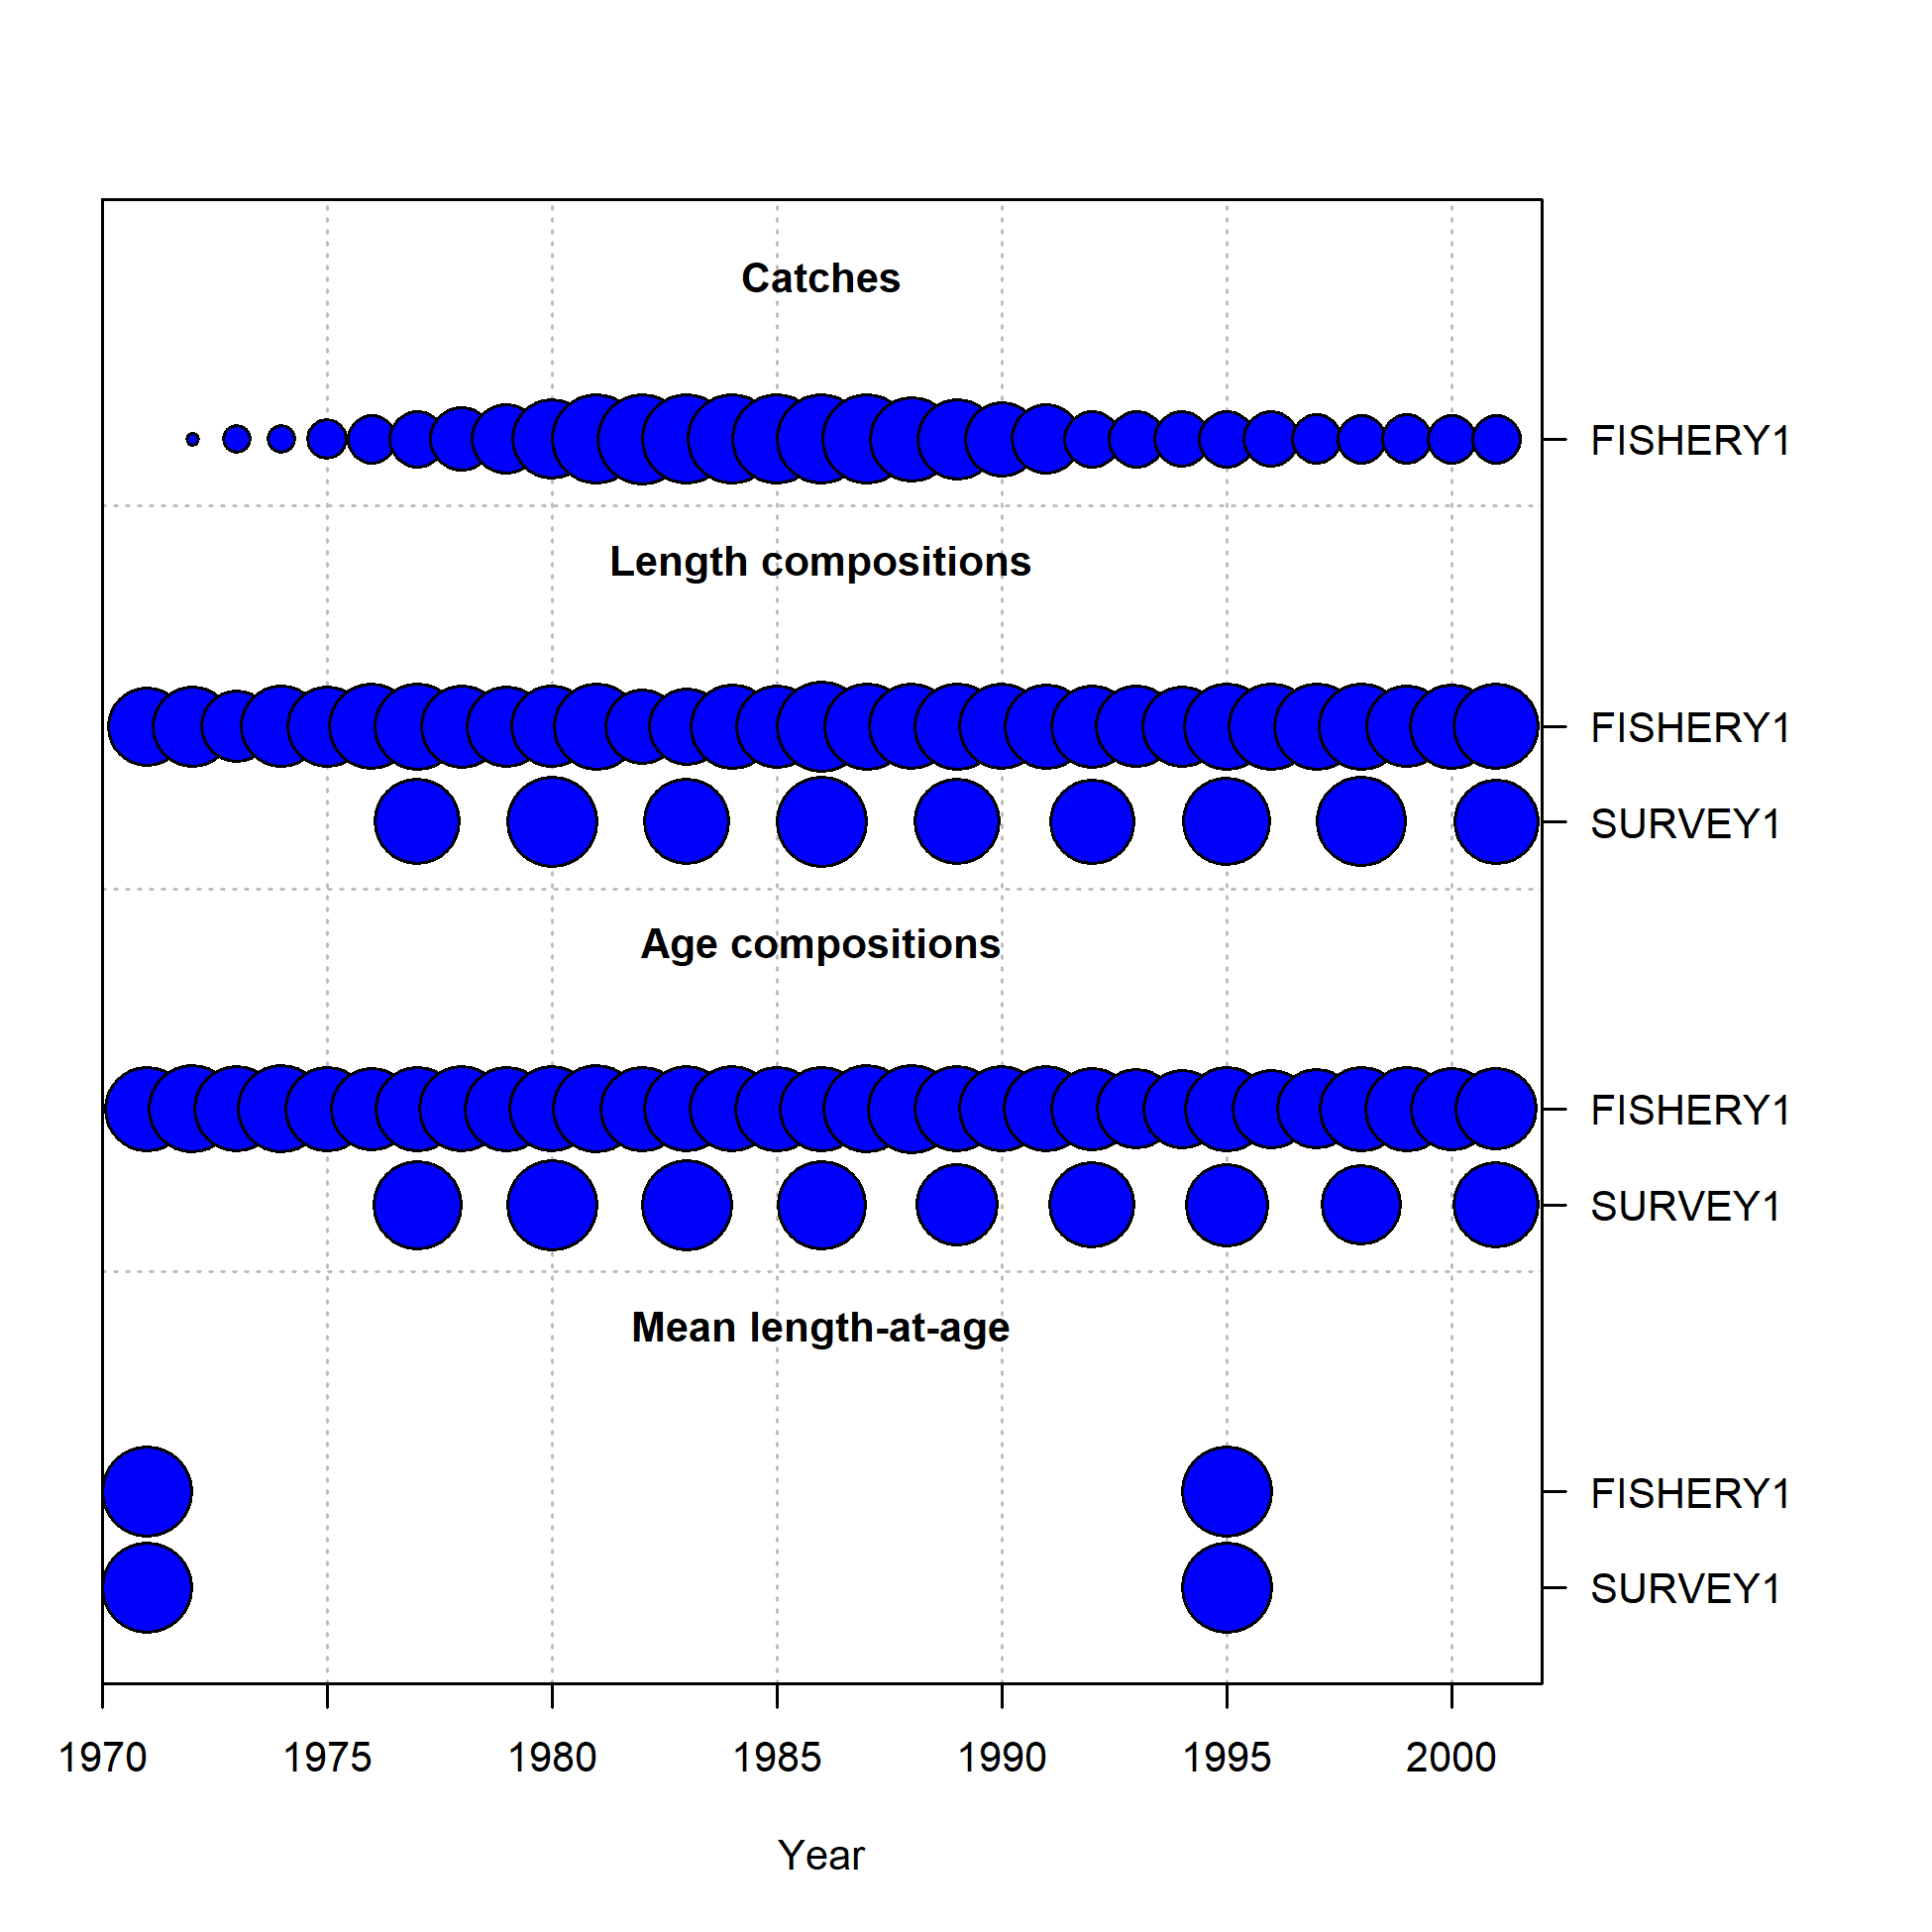 Catches
FISHERY1
Length compositions
FISHERY1
SURVEY1
Age compositions
FISHERY1
SURVEY1
Mean length-at-age
FISHERY1
SURVEY1
1970 1975 1980 1985 1990 1995 2000
Year